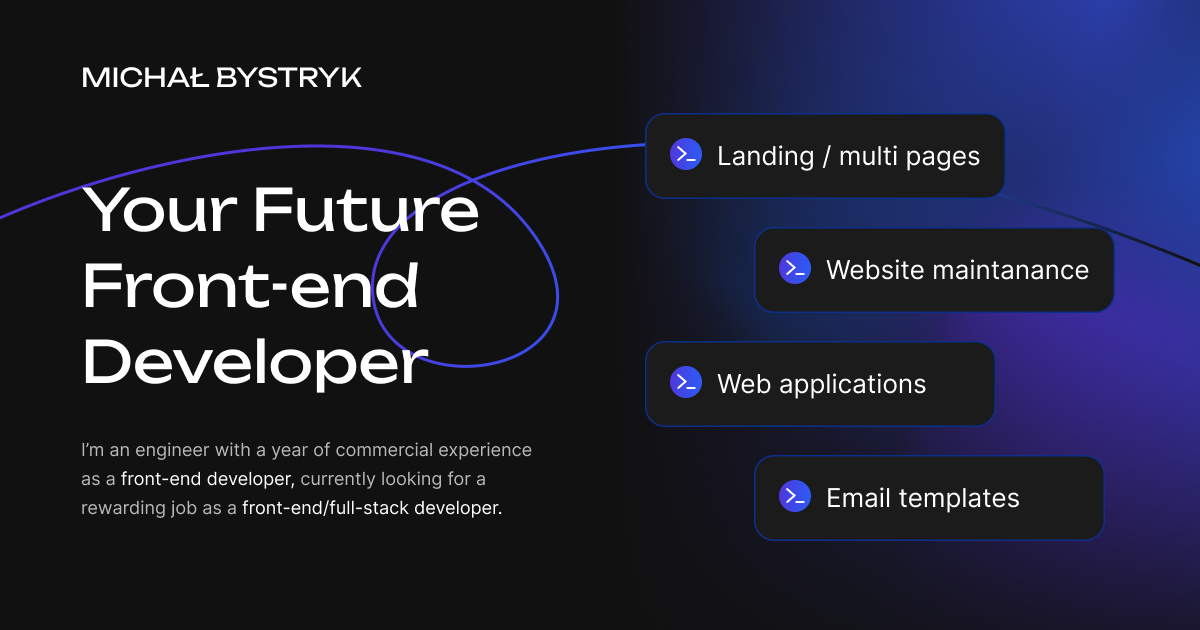 MICHAŁ BYSTRYK
Your Future
Front-end
Developer
I'm an engineer with a year of commercial experience
as a front-end developer, currently looking for a
rewarding job as a front-end/full-stack developer.
Landing / multi pages
Website maintanance
Web applications
Email templates